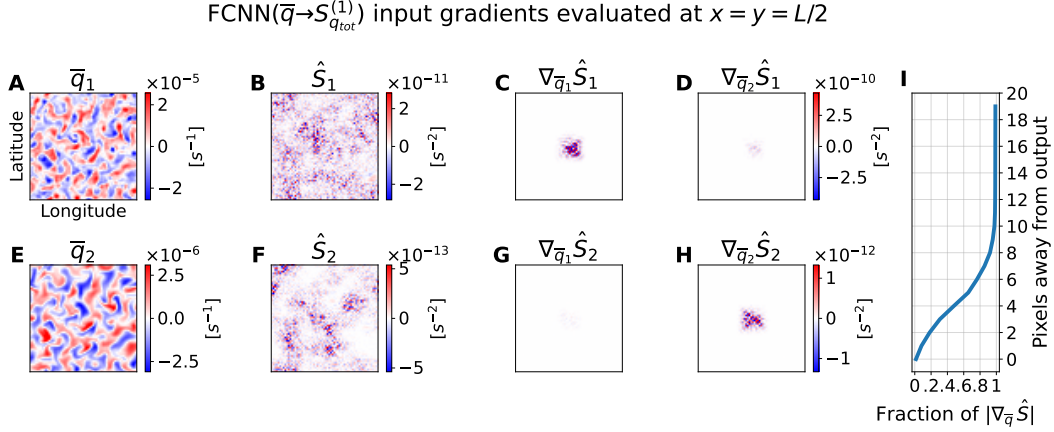 FCNN(q̅→S_{q_{tot}}^{(1)}) input gradients evaluated at x = y = L/2
A q̅₁ ×10⁻⁵
2
0
−2
[s⁻¹]
Latitude
Longitude
B Ŝ₁ ×10⁻¹¹
2
0
−2
[s⁻²]
C ∇_{q̅₁}Ŝ₁
D ∇_{q̅₂}Ŝ₁ ×10⁻¹⁰
2.5
0.0
−2.5
[s⁻²]
E q̅₂ ×10⁻⁶
2.5
0.0
−2.5
[s⁻¹]
F Ŝ₂ ×10⁻¹³
5
0
−5
[s⁻²]
G ∇_{q̅₁}Ŝ₂
H ∇_{q̅₂}Ŝ₂ ×10⁻¹²
1
0
−1
[s⁻²]
I
20
18
16
14
12
10
8
6
4
2
0
Pixels away from output
0 .2 .4 .6 .8 1
Fraction of |∇_{q̅} Ŝ|